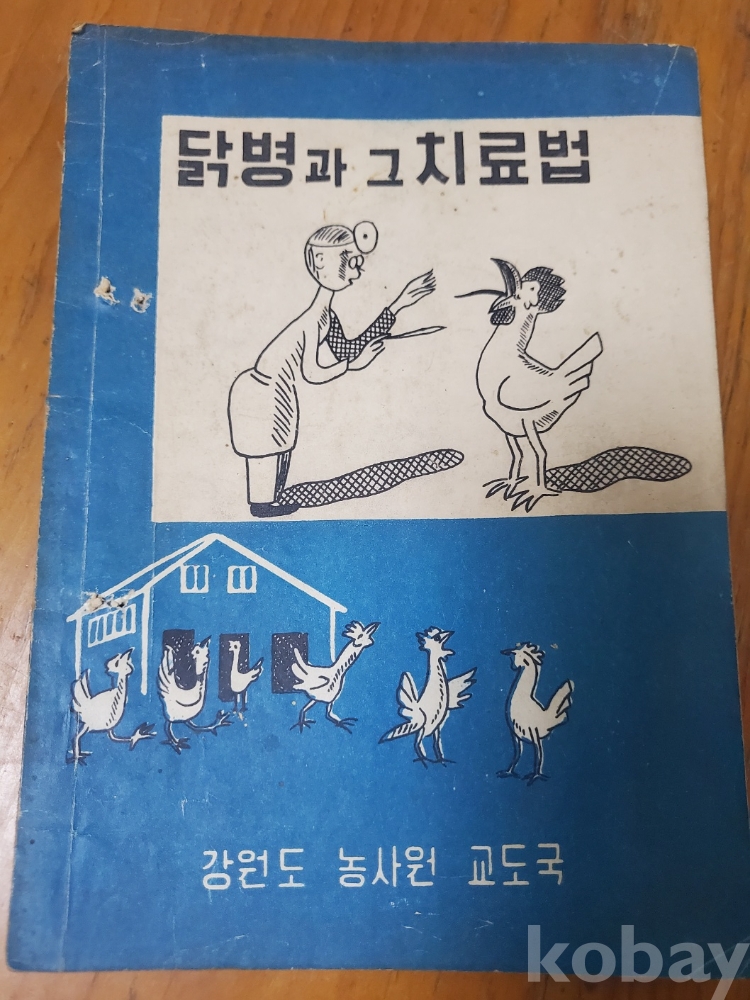 닭병과 그 치료법
강원도 농사원 교도국
kobay